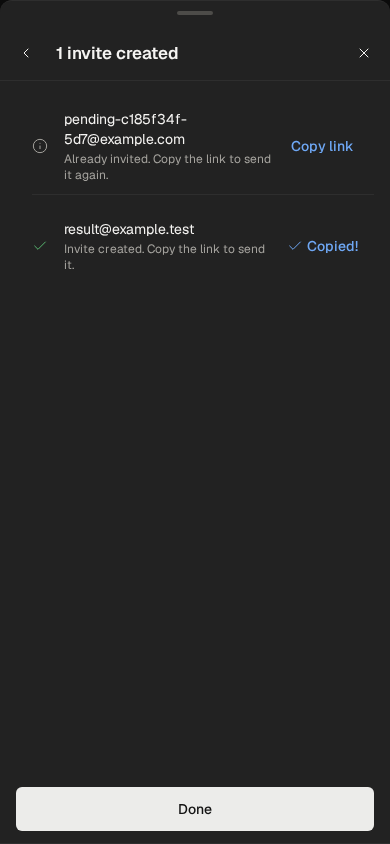 1 invite created
pending-c185f34f-
5d7@example.com
Already invited. Copy the link to send
it again.
Copy link
result@example.test
Invite created. Copy the link to send
it.
Copied!
Done